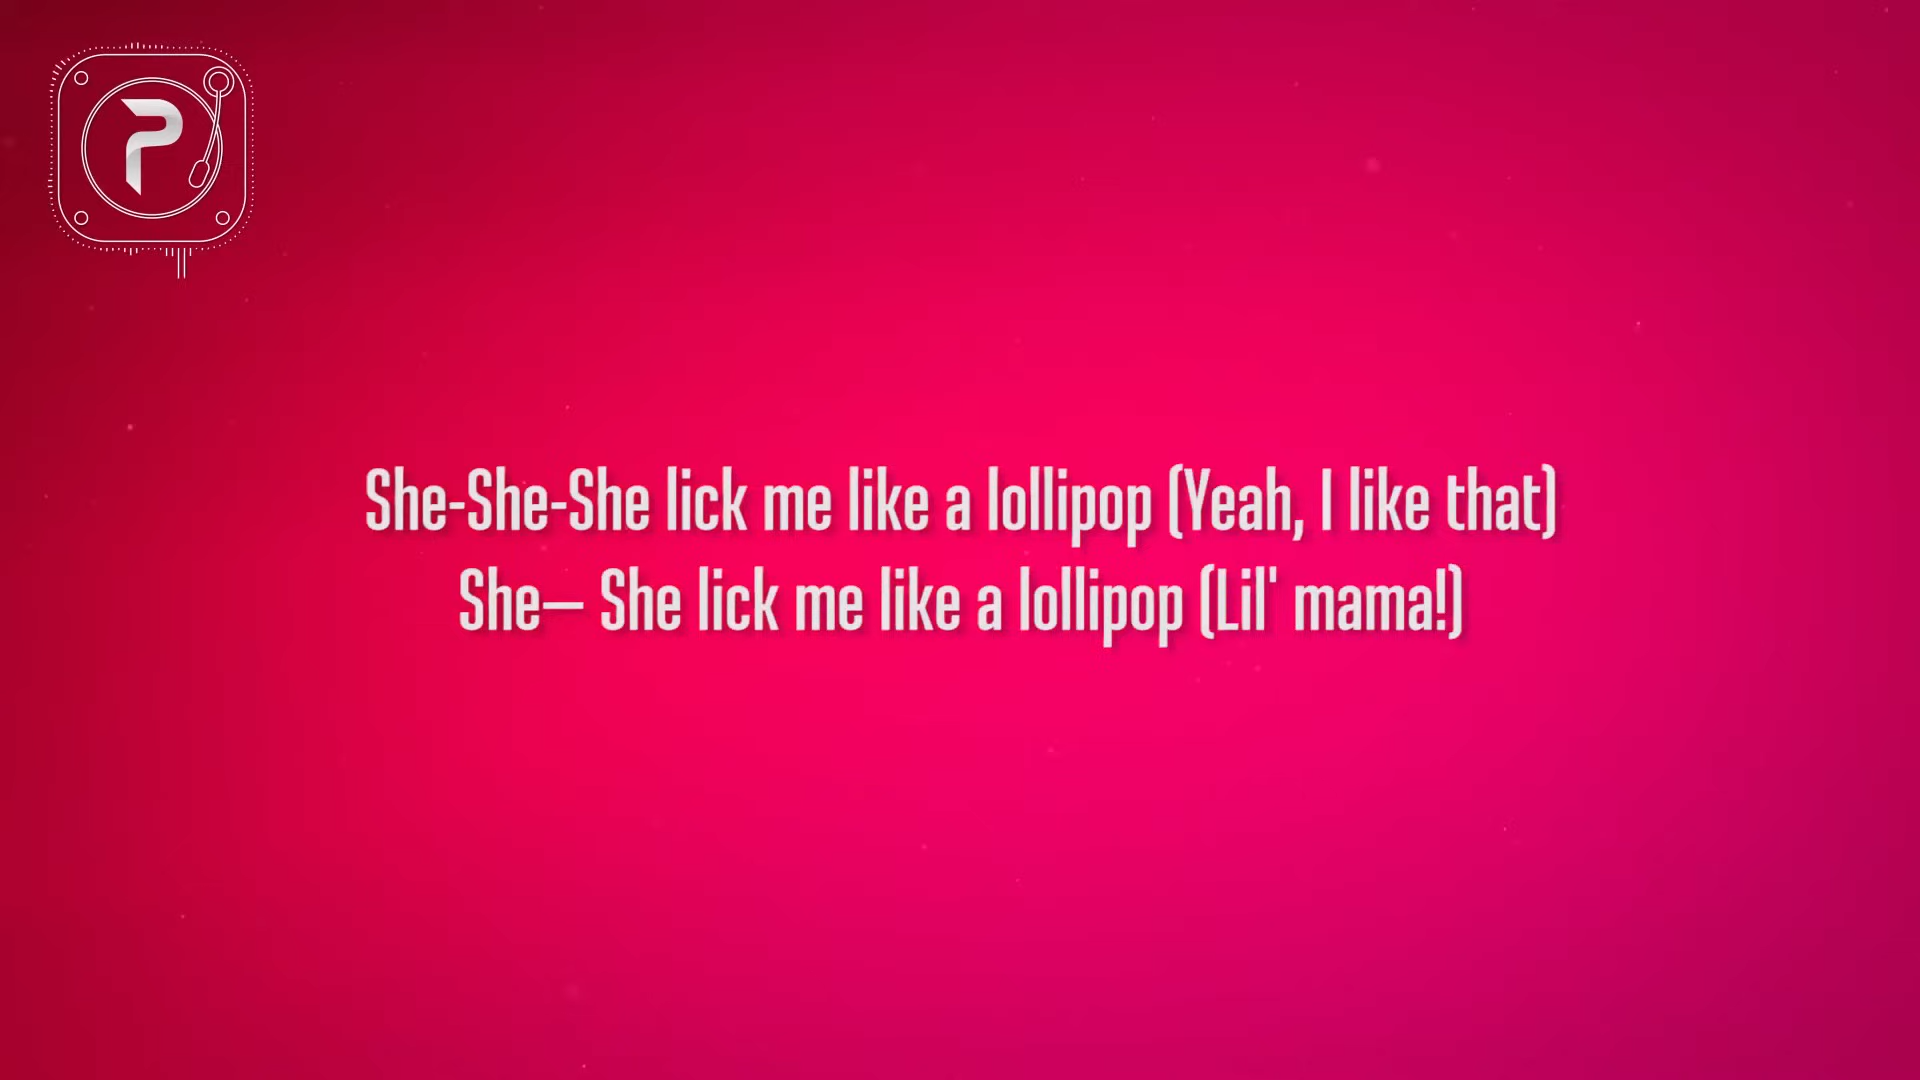 P
She-She-She lick me like a lollipop (Yeah, I like that)
She— She lick me like a lollipop (Lil' mama!)